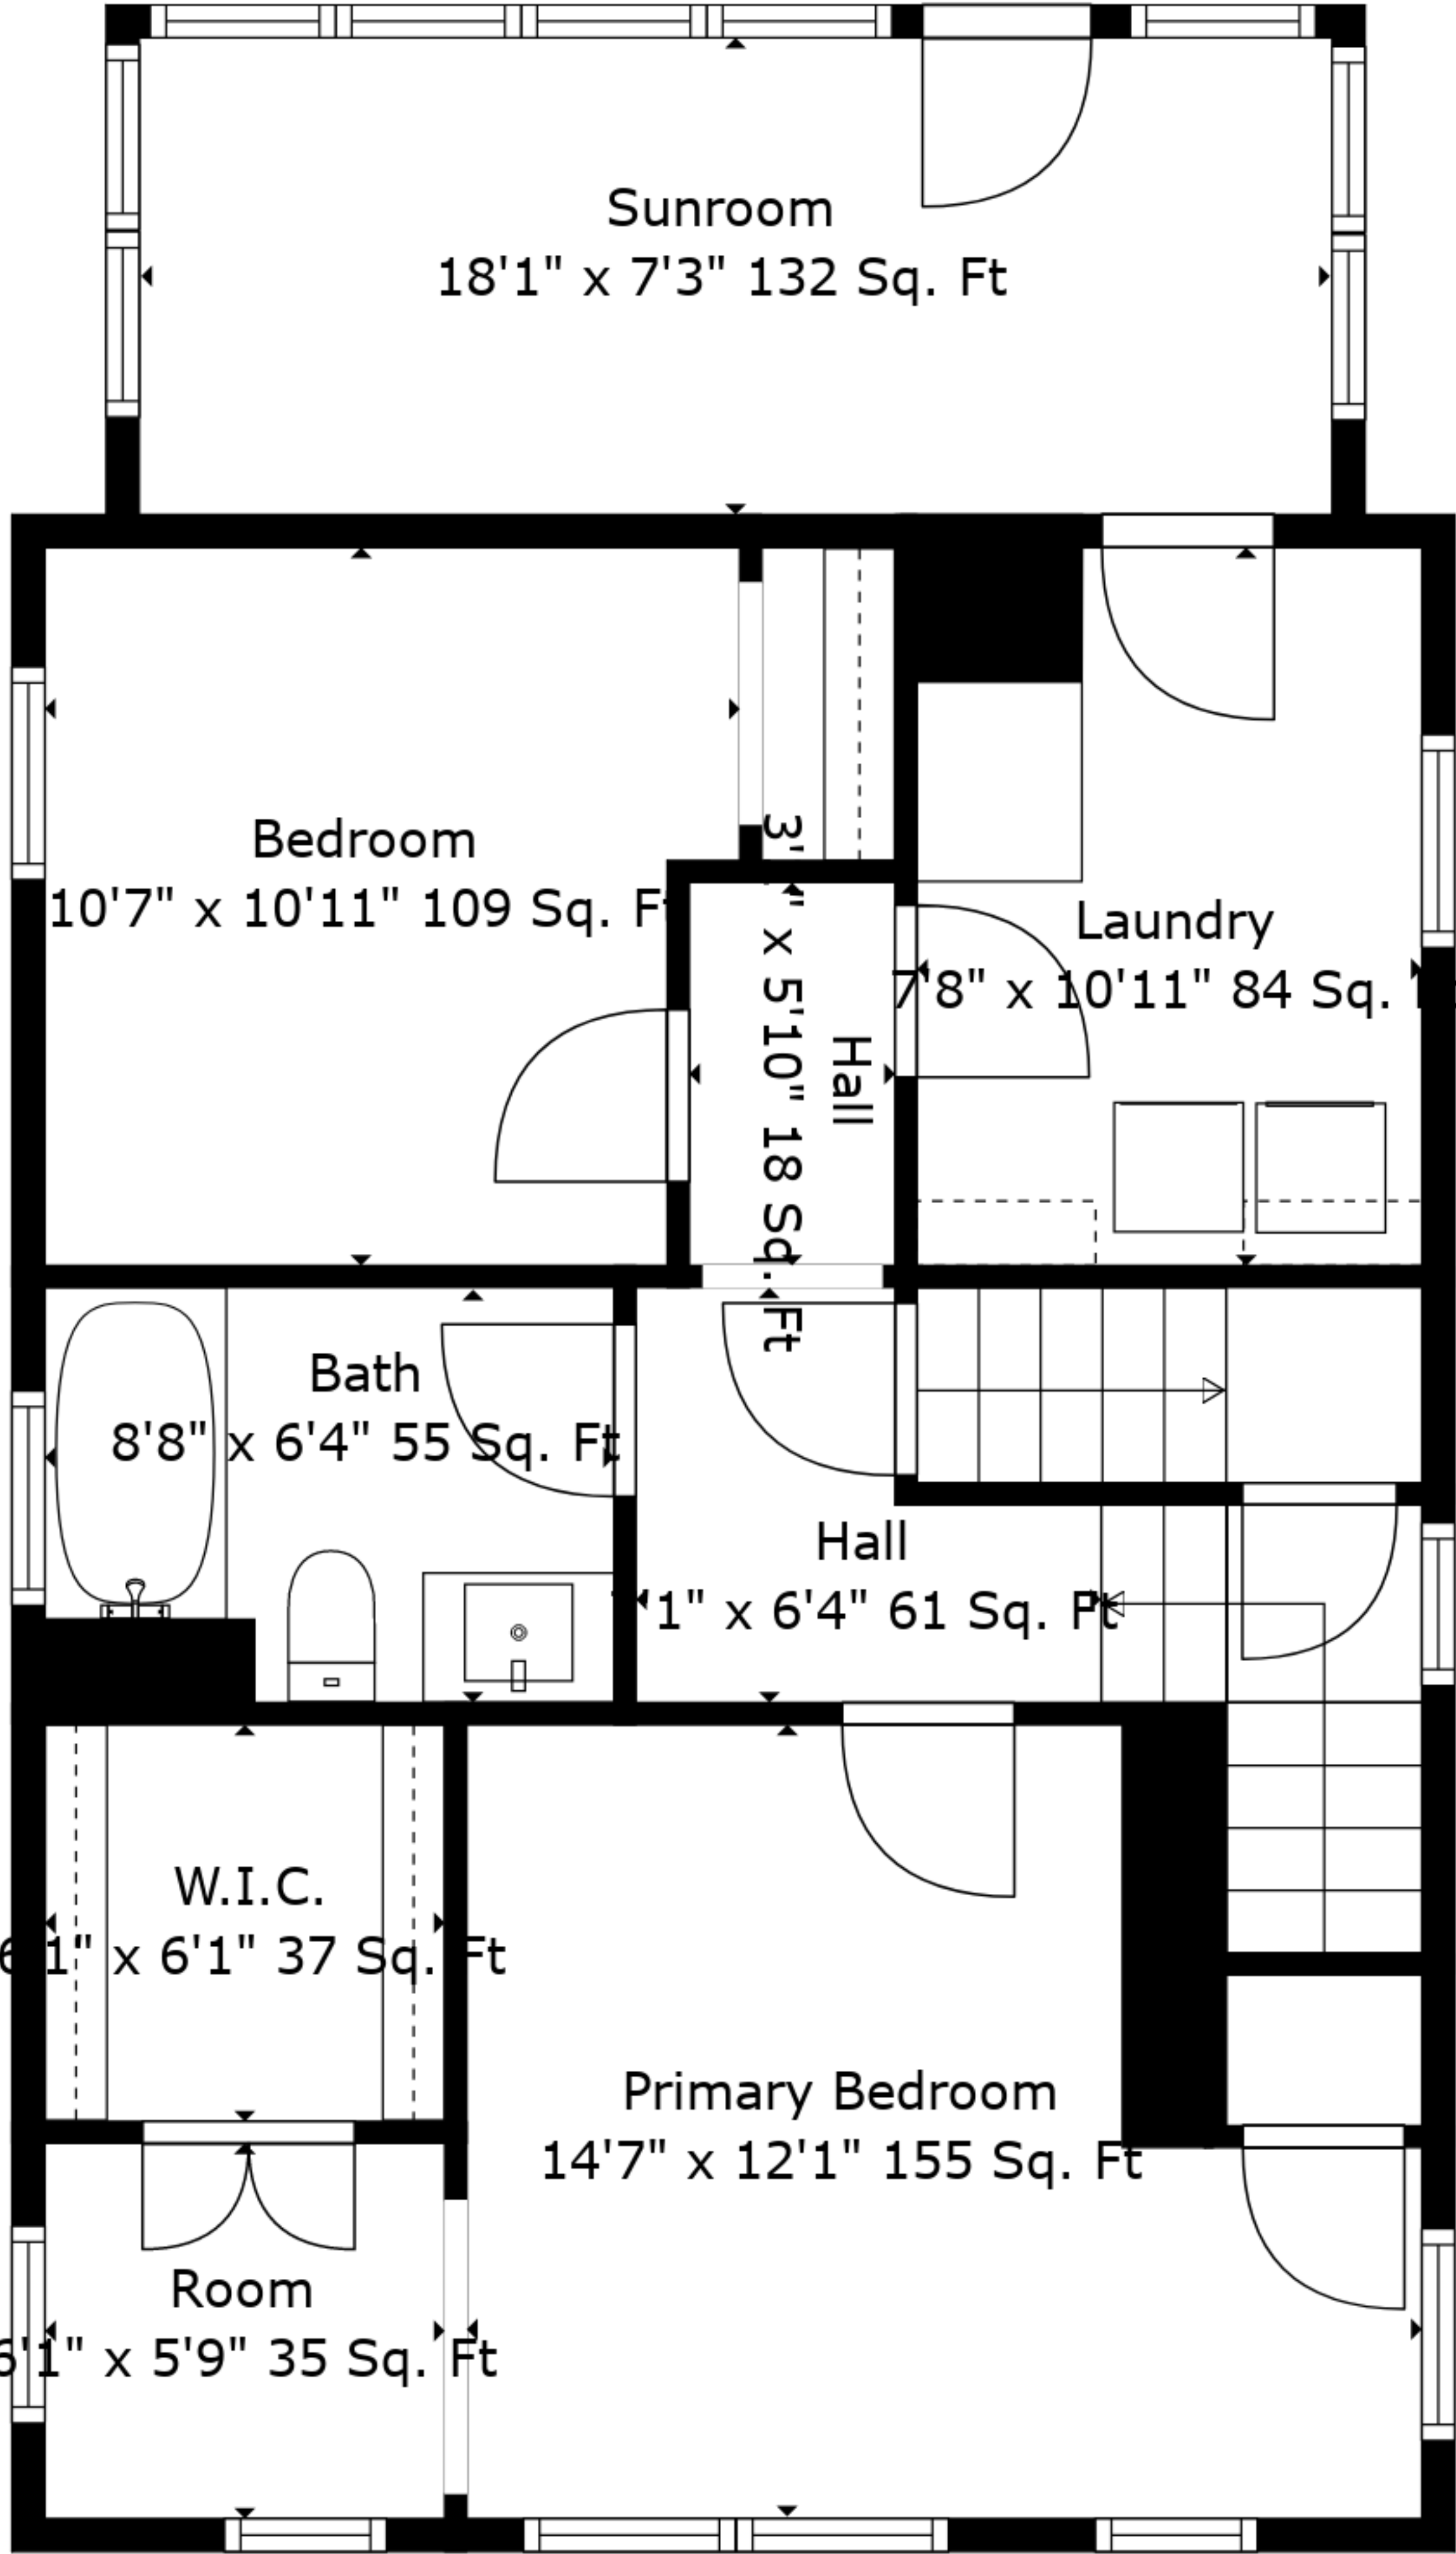 Sunroom
18'1" x 7'3" 132 Sq. Ft
Bedroom
10'7" x 10'11" 109 Sq. Ft
Laundry
7'8" x 10'11" 84 Sq.
Hall
x 5'10" 18 Sq. Ft
Bath
8'8" x 6'4" 55 Sq. Ft
Hall
x 6'4" 61 Sq. Ft
W.I.C.
6'1" x 6'1" 37 Sq. Ft
Primary Bedroom
14'7" x 12'1" 155 Sq. Ft
Room
6'1" x 5'9" 35 Sq. Ft